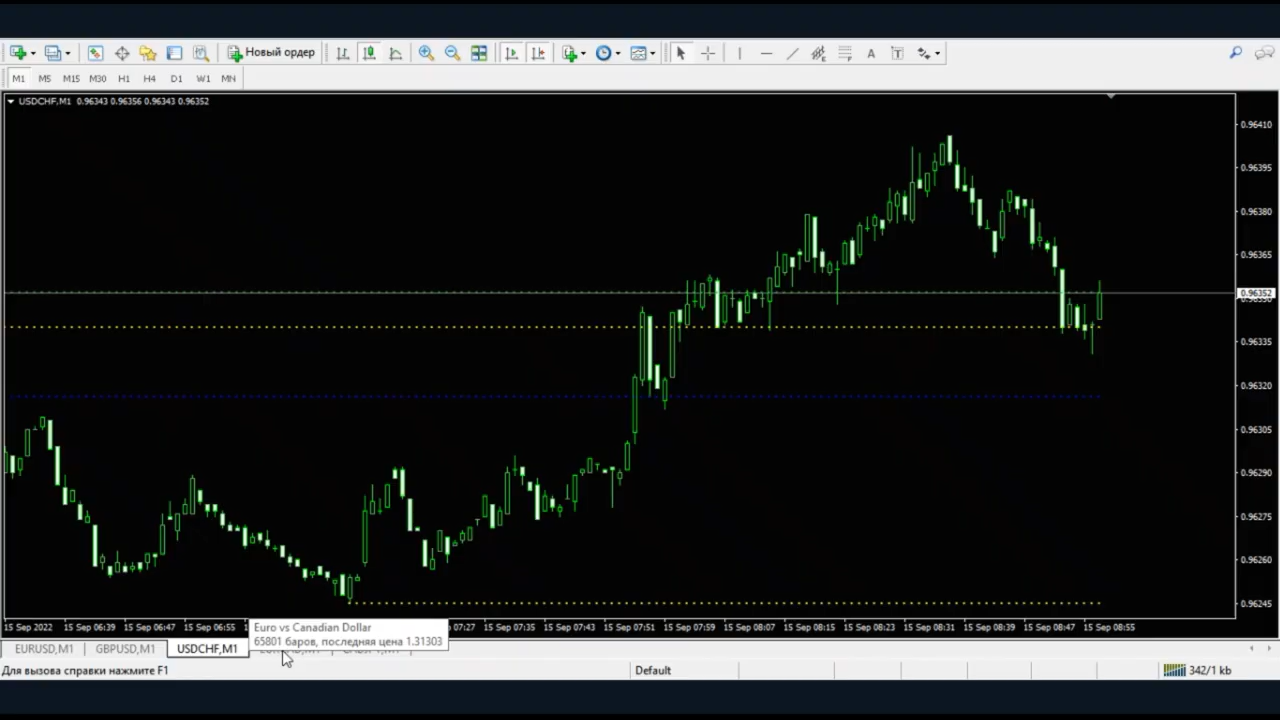 Новый ордер
M1 M5 M15 M30 H1 H4 D1 W1 MN
USDCHF,M1 0.96343 0.96356 0.96343 0.96352
0.96410
0.96395
0.96380
0.96365
0.96352
0.96335
0.96320
0.96305
0.96290
0.96275
0.96260
0.96245
15 Sep 2022 15 Sep 06:39 15 Sep 06:47 15 Sep 06:55 07:27 15 Sep 07:35 15 Sep 07:43 15 Sep 07:51 15 Sep 07:59 15 Sep 08:07 15 Sep 08:15 15 Sep 08:23 15 Sep 08:31 15 Sep 08:39 15 Sep 08:47 15 Sep 08:55
Euro vs Canadian Dollar
65801 баров, последняя цена 1.31303
EURUSD,M1 GBPUSD,M1 USDCHF,M1
Для вызова справки нажмите F1 Default 342/1 kb